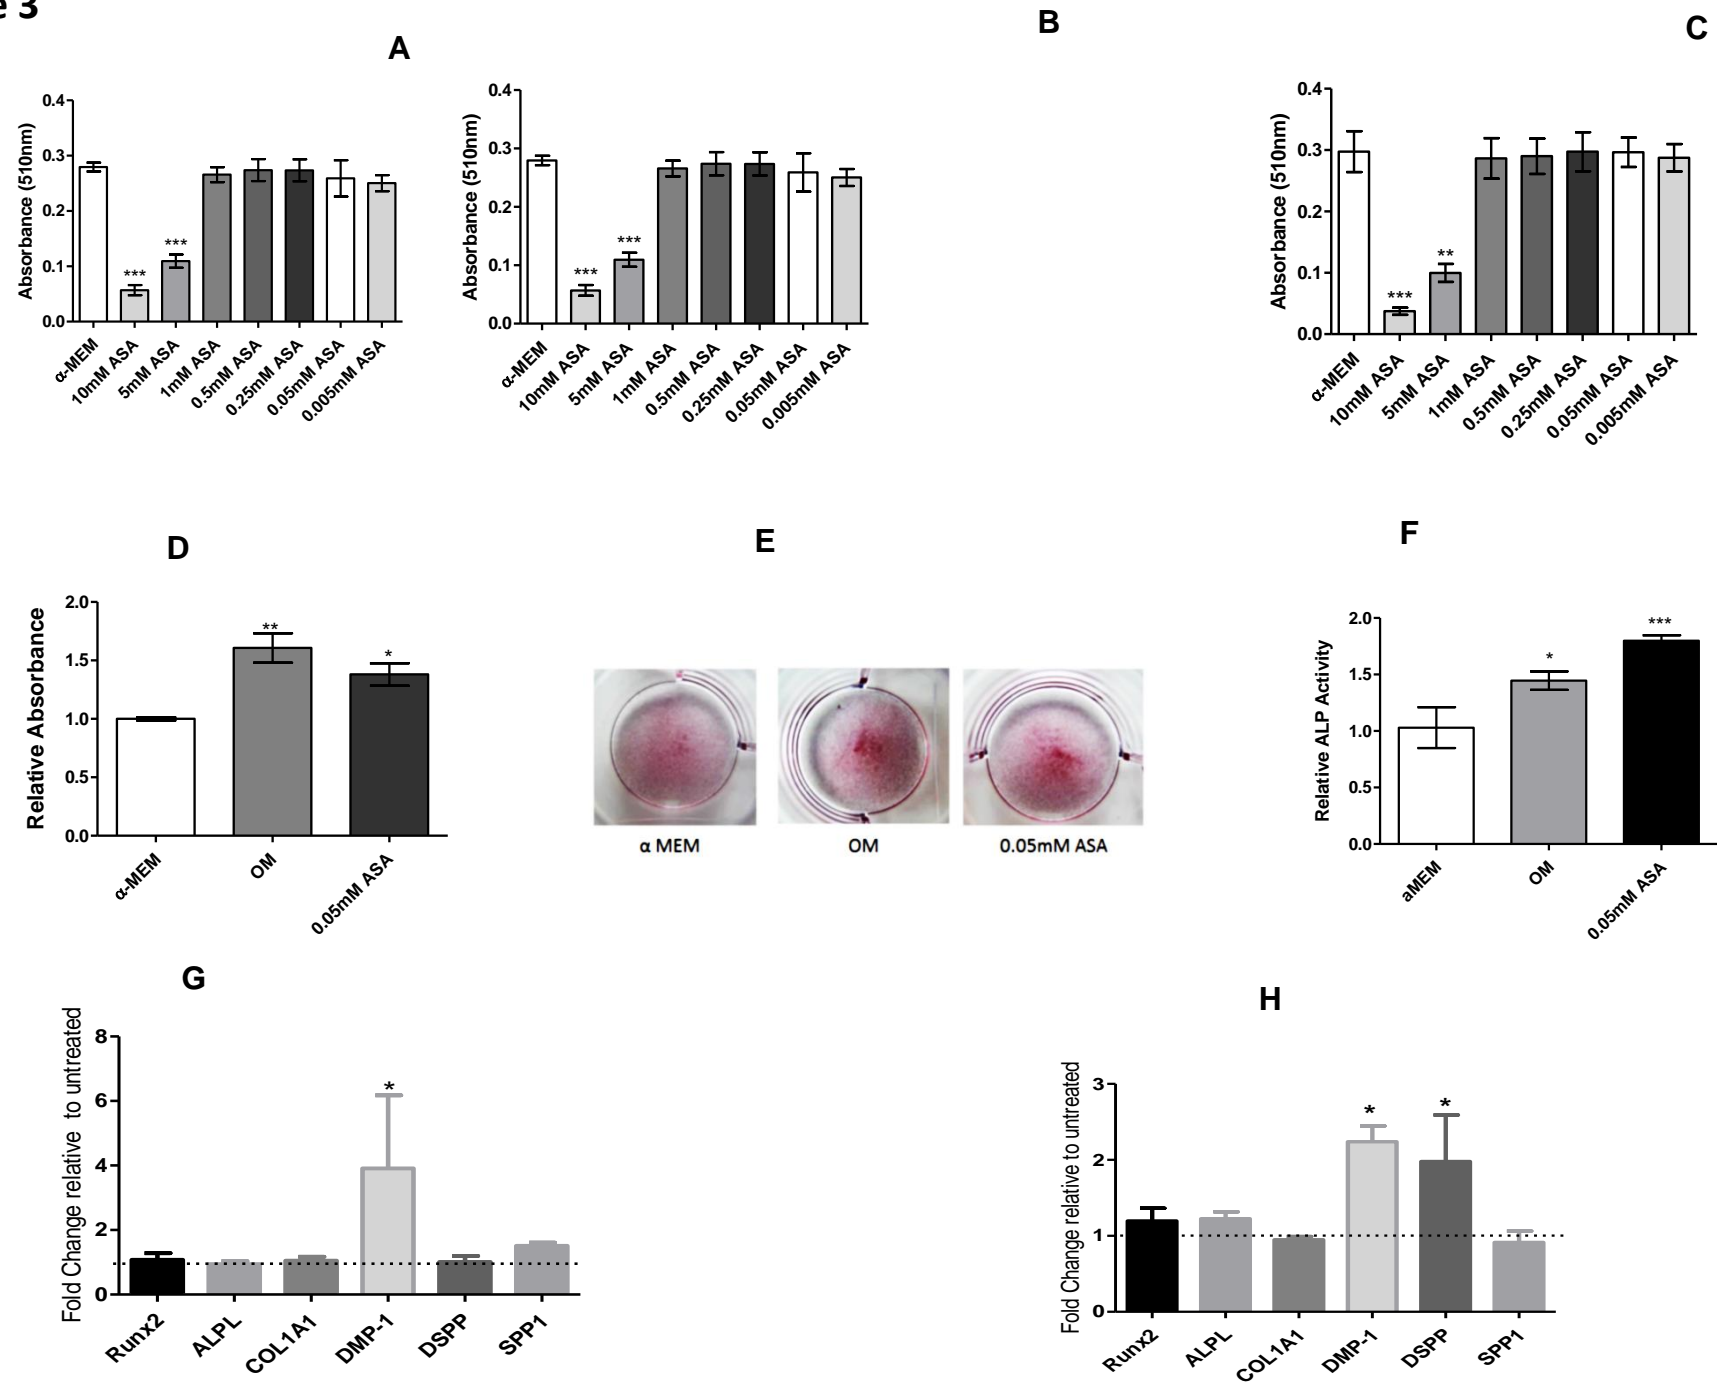 e 3
A
B
C
Absorbance (510nm)
0.4
0.3
0.2
0.1
0.0
***
***
α-MEM
10mM ASA
5mM ASA
1mM ASA
0.5mM ASA
0.25mM ASA
0.05mM ASA
0.005mM ASA
Absorbance (510nm)
0.4
0.3
0.2
0.1
0.0
***
***
α-MEM
10mM ASA
5mM ASA
1mM ASA
0.5mM ASA
0.25mM ASA
0.05mM ASA
0.005mM ASA
Absorbance (510nm)
0.4
0.3
0.2
0.1
0.0
***
**
α-MEM
10mM ASA
5mM ASA
1mM ASA
0.5mM ASA
0.25mM ASA
0.05mM ASA
0.005mM ASA
D
Relative Absorbance
2.0
1.5
1.0
0.5
0.0
**
*
α-MEM
OM
0.05mM ASA
E
α MEM
OM
0.05mM ASA
F
Relative ALP Activity
2.0
1.5
1.0
0.5
0.0
*
***
aMEM
OM
0.05mM ASA
G
Fold Change relative to untreated
8
6
4
2
0
*
Runx2
ALPL
COL1A1
DMP-1
DSPP
SPP1
H
Fold Change relative to untreated
3
2
1
0
*
*
Runx2
ALPL
COL1A1
DMP-1
DSPP
SPP1